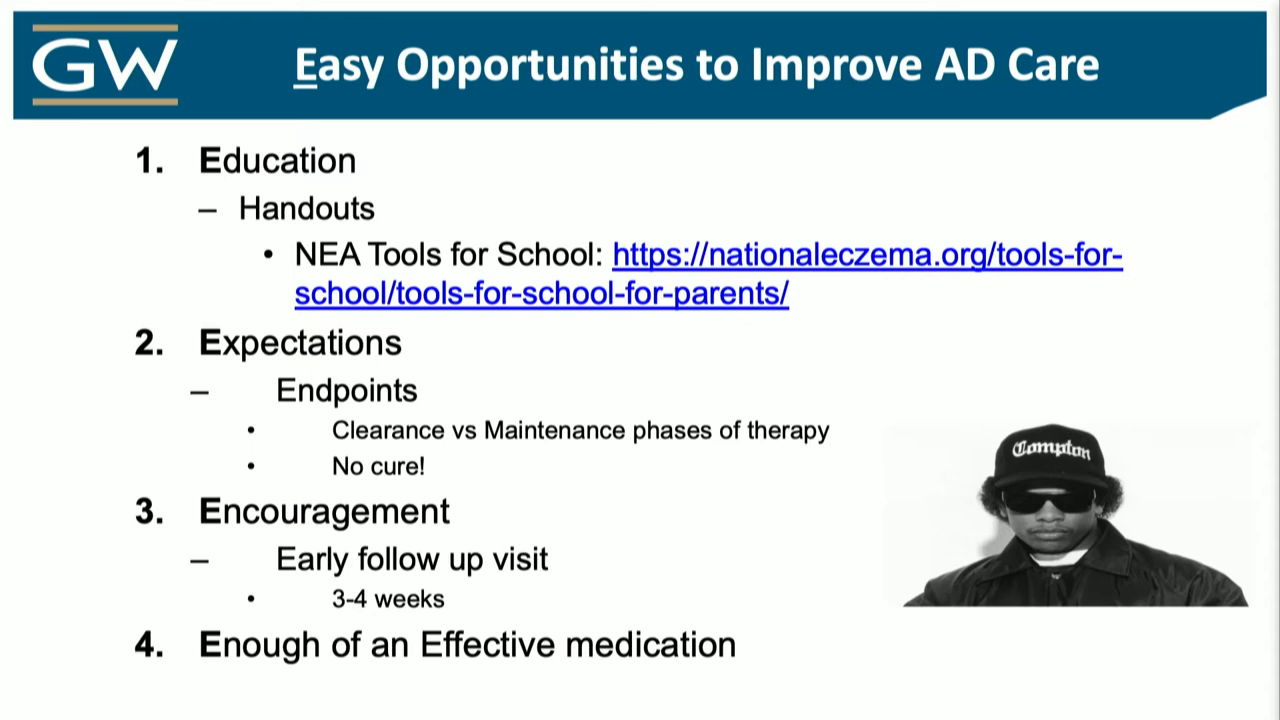 GW
Easy Opportunities to Improve AD Care
1. Education
– Handouts
• NEA Tools for School: https://nationaleczema.org/tools-for-
school/tools-for-school-for-parents/
2. Expectations
– Endpoints
• Clearance vs Maintenance phases of therapy
• No cure!
3. Encouragement
– Early follow up visit
• 3-4 weeks
4. Enough of an Effective medication
Compton